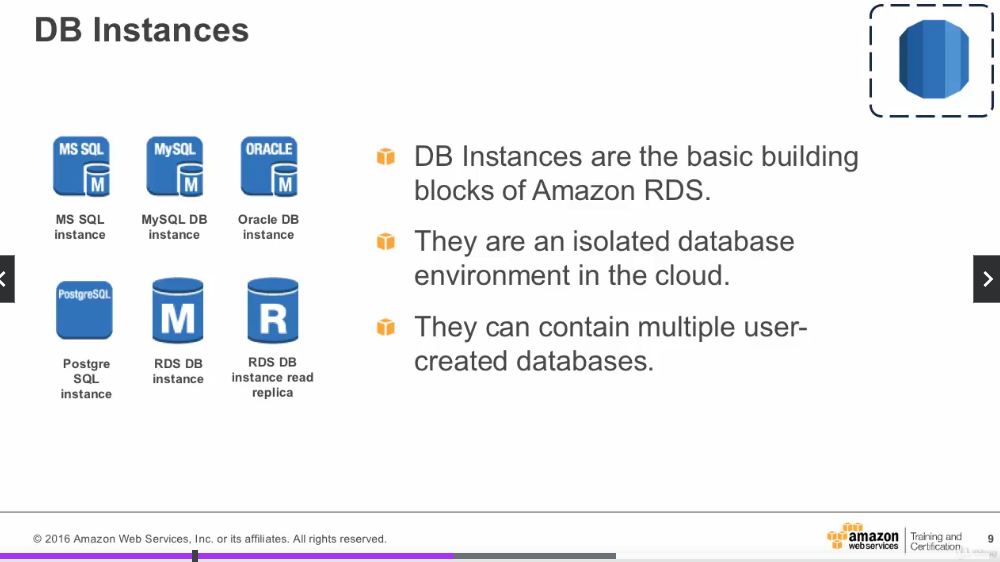 DB Instances
MS SQL
M
MySQL
M
ORACLE
M
MS SQL
instance
MySQL DB
instance
Oracle DB
instance
PostgreSQL
M
R
Postgre
SQL
instance
RDS DB
instance
RDS DB
instance read
replica
DB Instances are the basic building
blocks of Amazon RDS.
They are an isolated database
environment in the cloud.
They can contain multiple user-
created databases.
© 2016 Amazon Web Services, Inc. or its affiliates. All rights reserved.
amazon
web services
Training and
Certification
9